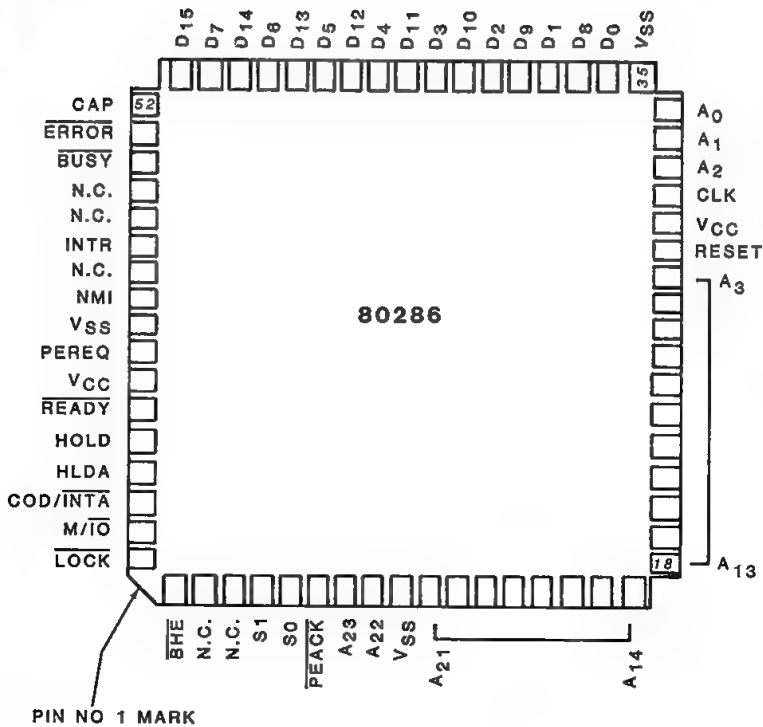 D15 D7 D14 D6 D13 D5 D12 D4 D11 D3 D10 D2 D9 D1 D8 D0 VSS
52
35
CAP
ERROR
BUSY
N.C.
N.C.
INTR
N.C.
NMI
VSS
PEREQ
VCC
READY
HOLD
HLDA
COD/INTA
M/IO
LOCK
80286
A0
A1
A2
CLK
VCC
RESET
A3
A13
18
BHE N.C. N.C. S1 S0 PEACK A23 A22 VSS A21 A14
PIN NO 1 MARK